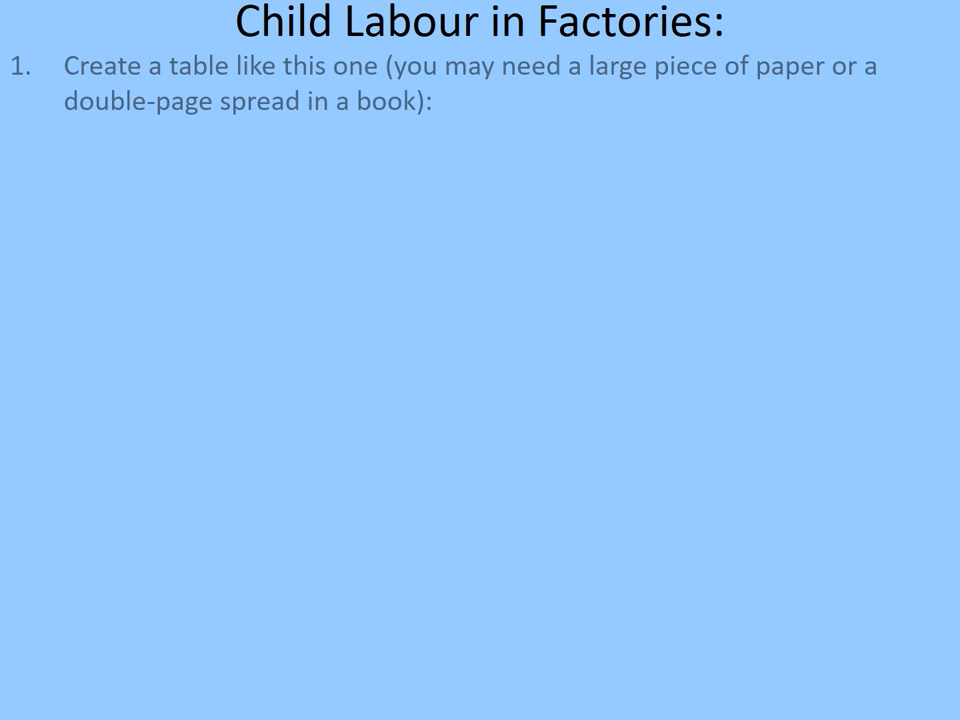 Child Labour in Factories:
1. Create a table like this one (you may need a large piece of paper or a
double-page spread in a book):